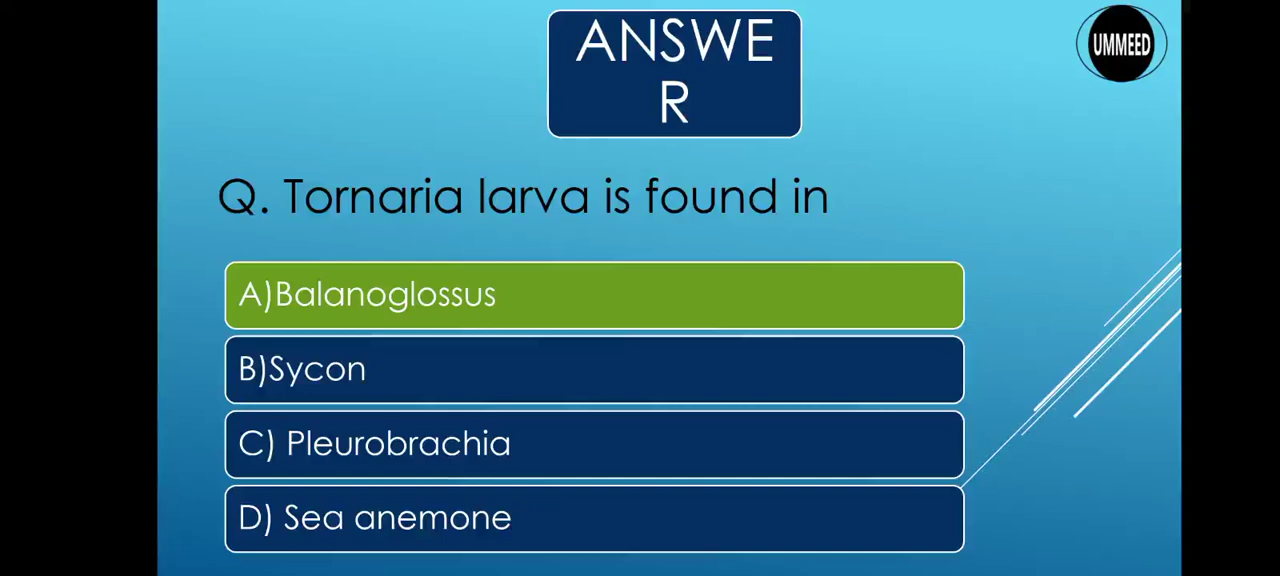 ANSWE
R
UMMEED
Q. Tornaria larva is found in
A)Balanoglossus
B)Sycon
C) Pleurobrachia
D) Sea anemone